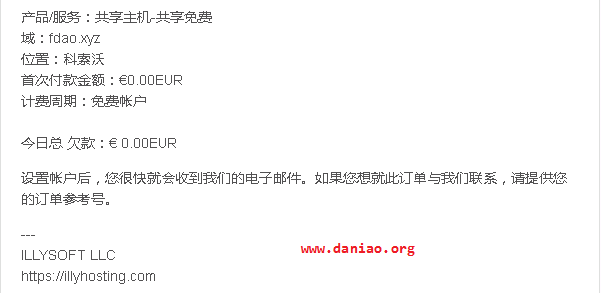 产品/服务：共享主机-共享免费
域：fdao.xyz
位置：科索沃
首次付款金额：€0.00EUR
计费周期：免费帐户
今日总 欠款：€ 0.00EUR
设置帐户后，您很快就会收到我们的电子邮件。如果您想就此订单与我们联系，请提供您
的订单参考号。
---
ILLYSOFT LLC
www.daniao.org
https://illyhosting.com